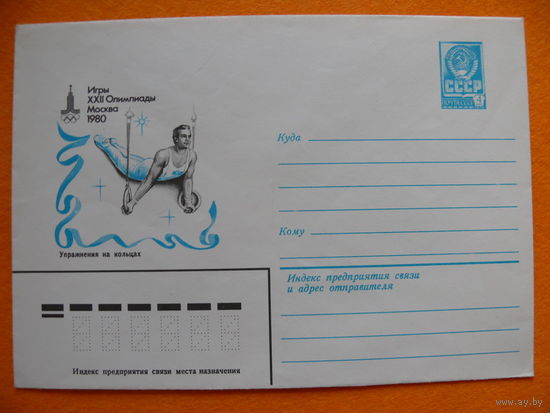 Игры
XXII Олимпиады
Москва
1980
СССР
Куда
Кому
Упражнения на кольцах
Индекс предприятия связи
и адрес отправителя
Индекс предприятия связи места назначения
www.ay.by